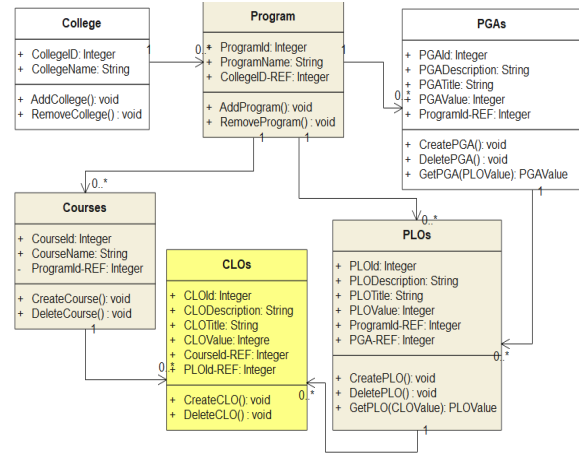 College
+ CollegeID: Integer
+ CollegeName: String
+ AddCollege(): void
+ RemoveCollege() : void
1
0..*
Program
+ ProgramId: Integer
+ ProgramName: String
+ CollegeID-REF: Integer
+ AddProgram(): void
+ RemoveProgram() : void
1
0..*
1
1
PGAs
+ PGAId: Integer
+ PGADescription: String
+ PGATitle: String
+ PGAValue: Integer
+ ProgramId-REF: Integer
+ CreatePGA(): void
+ DeletePGA() : void
+ GetPGA(PLOValue): PGAValue
1
0..*
0..*
Courses
+ CourseId: Integer
+ CourseName: String
- ProgramId-REF: Integer
+ CreateCourse(): void
+ DeleteCourse() : void
1
0..*
CLOs
+ CLOId: Integer
+ CLODescription: String
+ CLOTitle: String
+ CLOValue: Integre
+ CourseId-REF: Integer
+ PLOId-REF: Integer
+ CreateCLO(): void
+ DeleteCLO() : void
0..*
PLOs
+ PLOId: Integer
+ PLODescription: String
+ PLOTitle: String
+ PLOValue: Integer
+ ProgramId-REF: Integer
+ PGA-REF: Integer
+ CreatePLO(): void
+ DeletePLO() : void
+ GetPLO(CLOValue): PLOValue
0..*
1